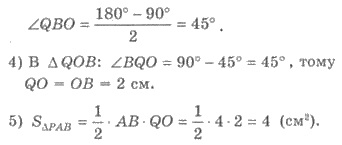 ∠QBO = (180° − 90°)/2 = 45°.
4) В ΔQOB: ∠BQO = 90° − 45° = 45°, тому
QO = OB = 2 см.
5) S_ΔPAB = 1/2 · AB · QO = 1/2 · 4 · 2 = 4 (см²).